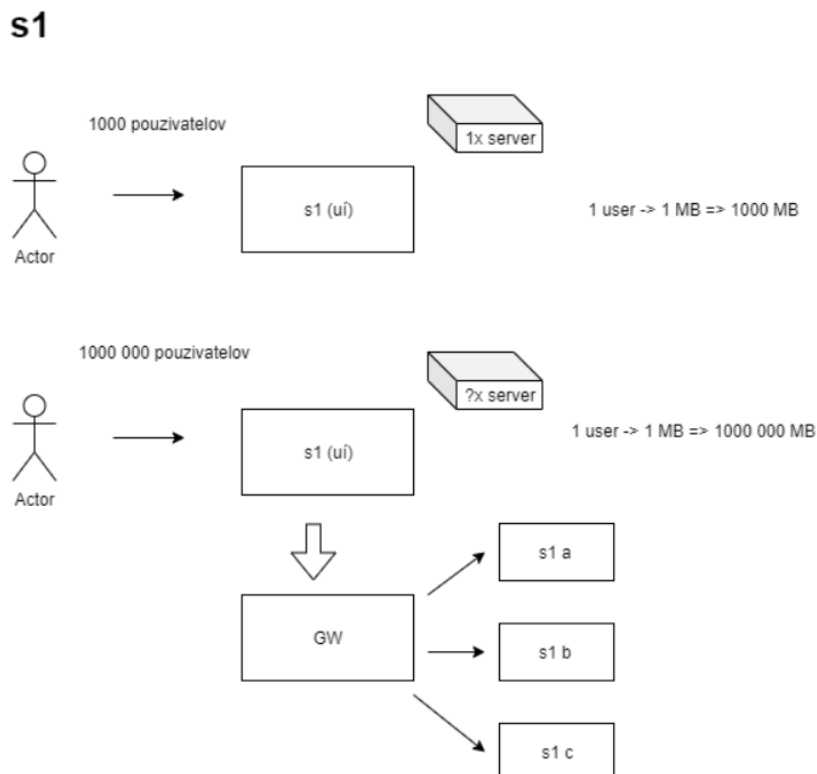 s1
1000 pouzivatelov
1x server
s1 (uí)
1 user -> 1 MB => 1000 MB
Actor
1000 000 pouzivatelov
?x server
s1 (uí)
1 user -> 1 MB => 1000 000 MB
Actor
s1 a
GW
s1 b
s1 c